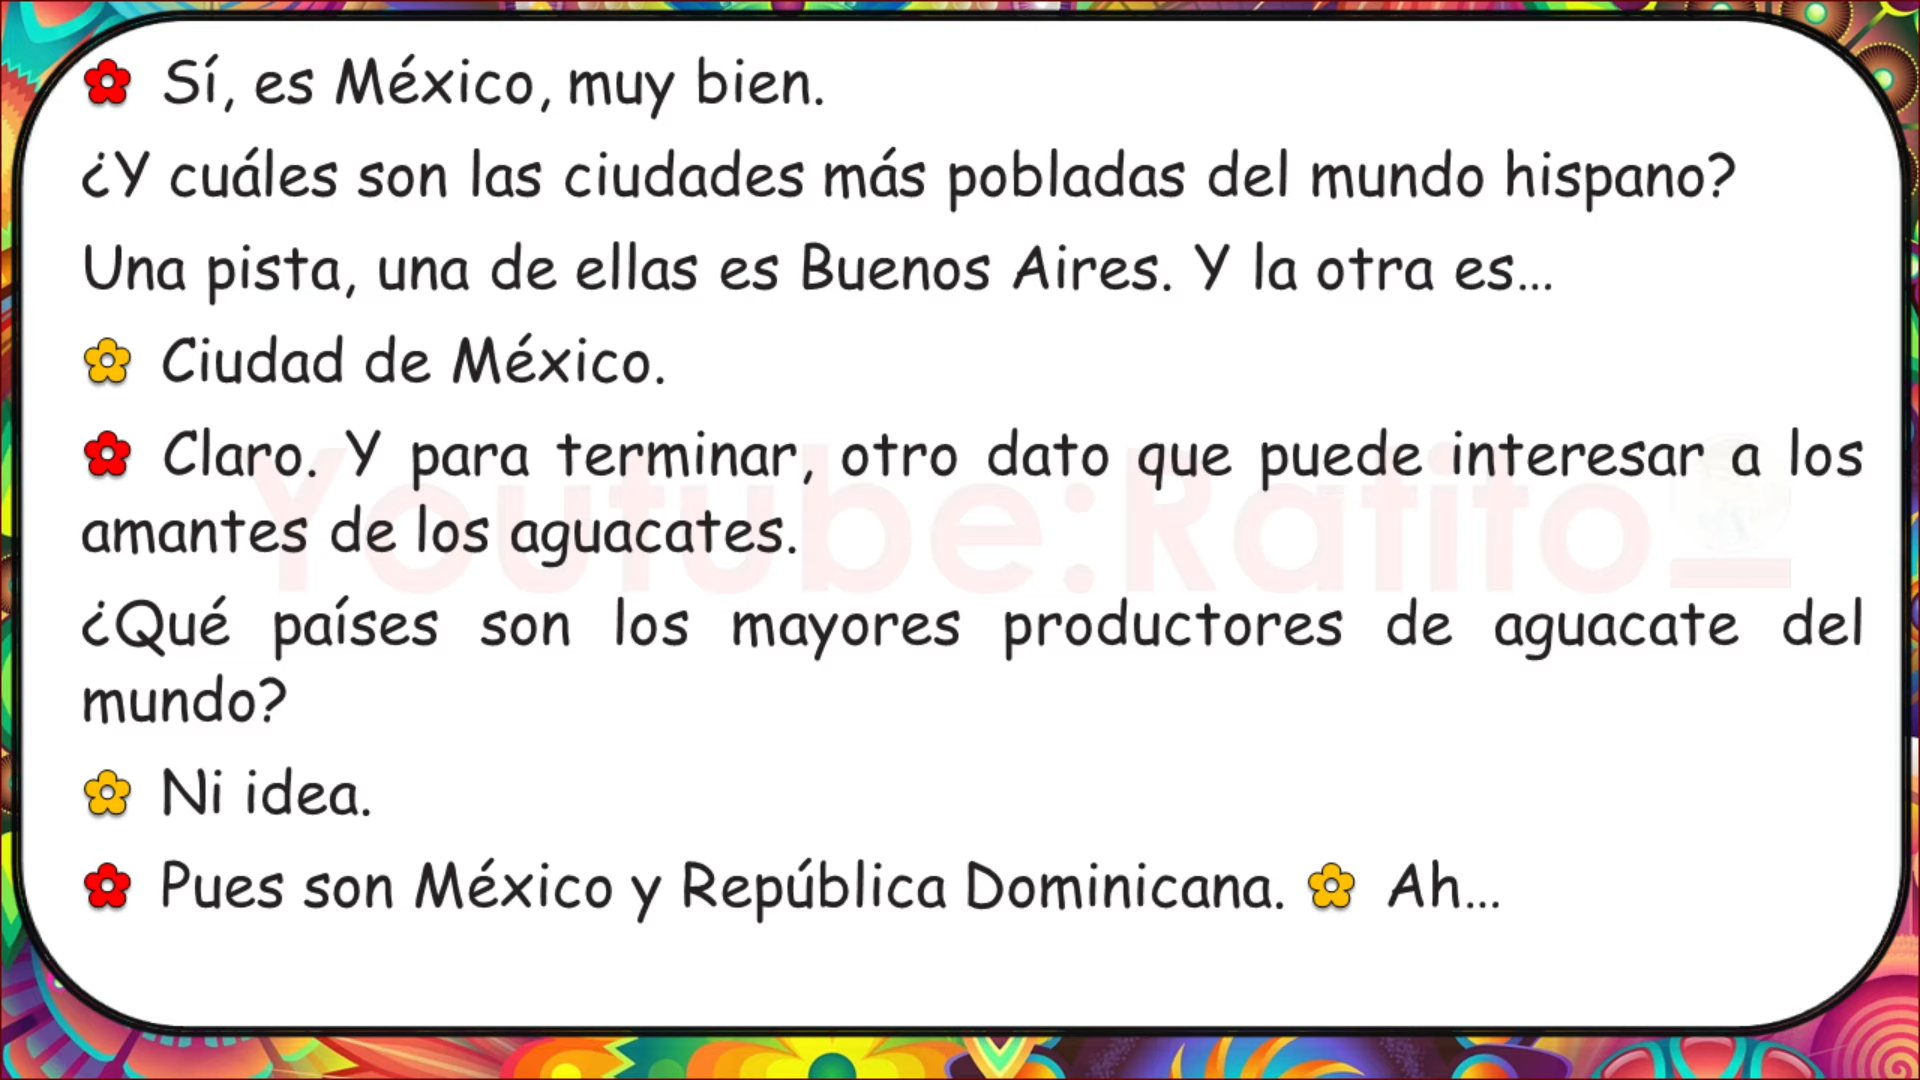 Sí, es México, muy bien.
¿Y cuáles son las ciudades más pobladas del mundo hispano?
Una pista, una de ellas es Buenos Aires. Y la otra es...
Ciudad de México.
Claro. Y para terminar, otro dato que puede interesar a los
amantes de los aguacates.
Youtube:Ratito
¿Qué países son los mayores productores de aguacate del
mundo?
Ni idea.
Pues son México y República Dominicana. Ah...